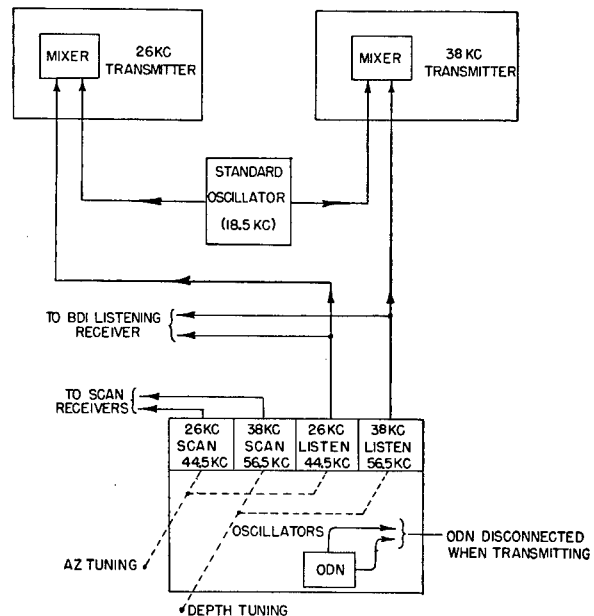 MIXER
26KC
TRANSMITTER
MIXER
38KC
TRANSMITTER
STANDARD
OSCILLATOR
(18.5KC)
TO BDI LISTENING
RECEIVER
TO SCAN
RECEIVERS
26KC
SCAN
44.5KC
38KC
SCAN
56.5KC
26KC
LISTEN
44.5KC
38KC
LISTEN
56.5KC
OSCILLATORS
ODN
ODN DISCONNECTED
WHEN TRANSMITTING
AZ TUNING
DEPTH TUNING